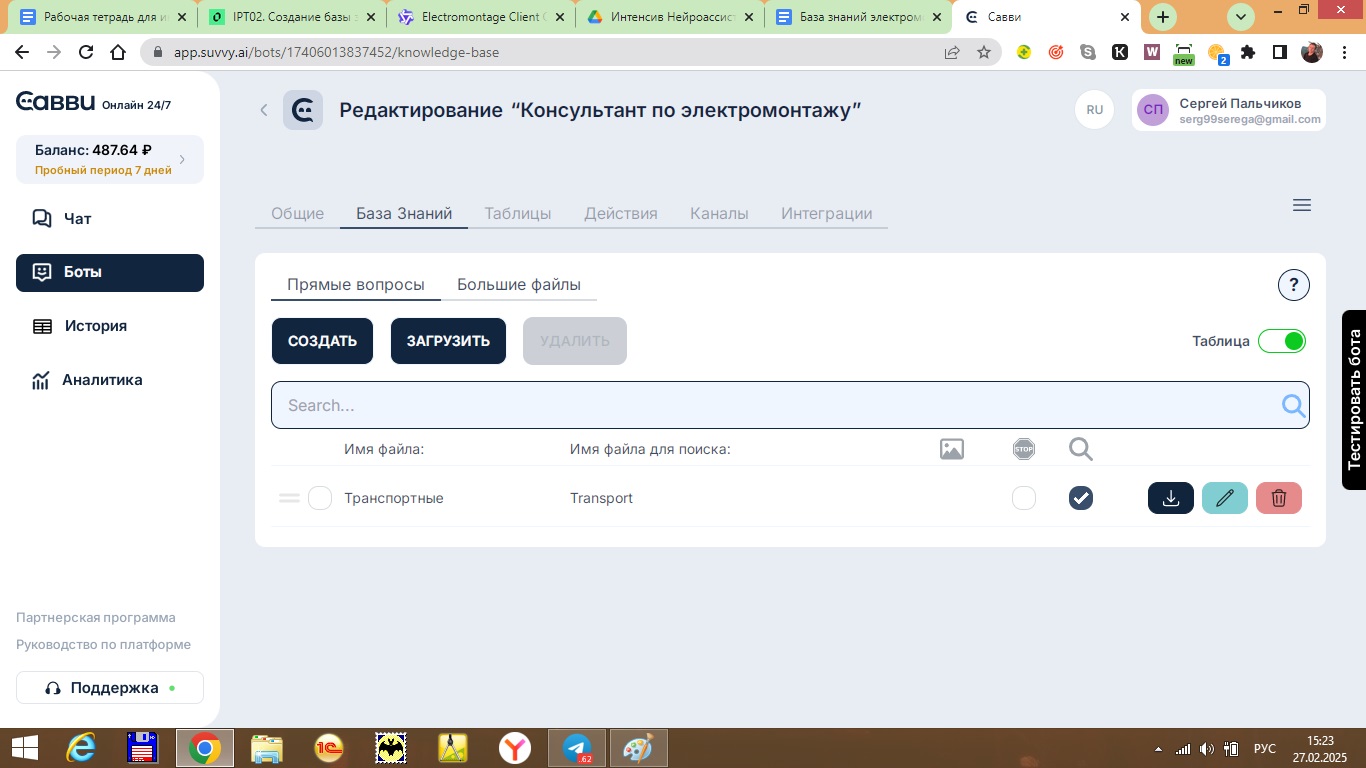 Рабочая тетрадь для и
IPT02. Создание базы з
Electromontage Client C
Интенсив Нейроассист
База знаний электром
Савви
app.suvvy.ai/bots/17406013837452/knowledge-base
new
2
Савви Онлайн 24/7
Баланс: 487.64 ₽
Пробный период 7 дней
Чат
Боты
История
Аналитика
Партнерская программа
Руководство по платформе
Поддержка
Редактирование “Консультант по электромонтажу”
RU
СП
Сергей Пальчиков
serg99serega@gmail.com
Общие
База Знаний
Таблицы
Действия
Каналы
Интеграции
Прямые вопросы
Большие файлы
?
СОЗДАТЬ
ЗАГРУЗИТЬ
УДАЛИТЬ
Таблица
Search...
Имя файла:
Имя файла для поиска:
STOP
Транспортные
Transport
Тестировать бота
1С
Y
.62
РУС
15:23
27.02.2025